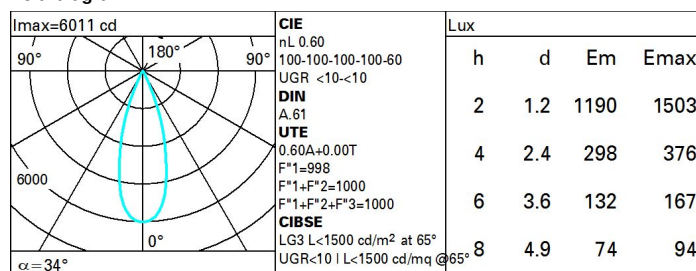 Imax=6011 cd
90°
180°
90°
6000
0°
α=34°
CIE
nL 0.60
100-100-100-100-60
UGR <10-<10
DIN
A.61
UTE
0.60A+0.00T
F"1=998
F"1+F"2=1000
F"1+F"2+F"3=1000
CIBSE
LG3 L<1500 cd/m² at 65°
UGR<10 | L<1500 cd/mq @65°
Lux
h d Em Emax
2 1.2 1190 1503
4 2.4 298 376
6 3.6 132 167
8 4.9 74 94